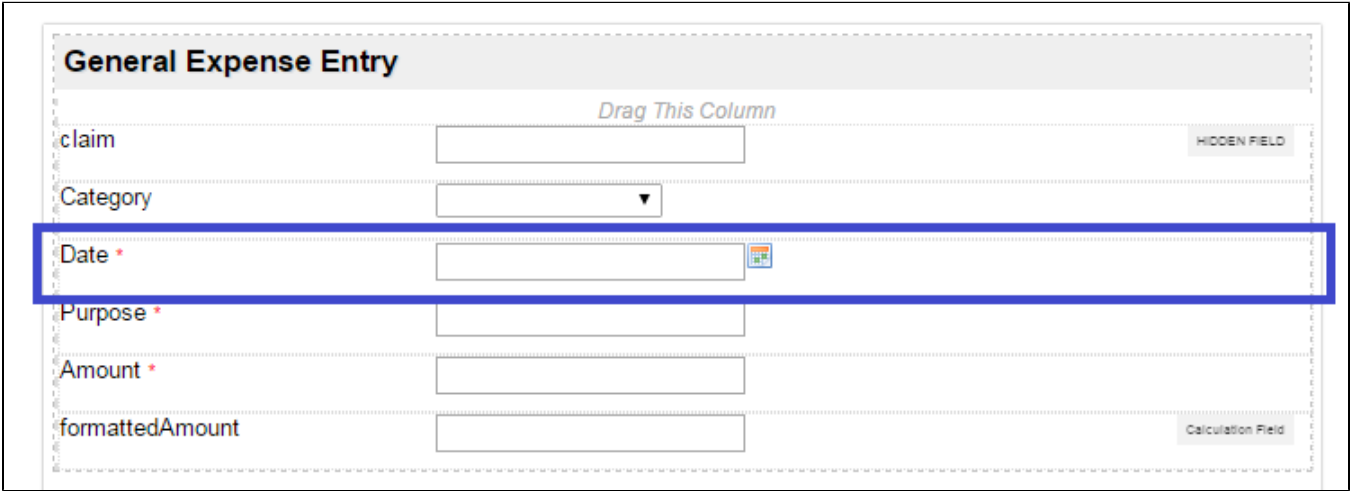 General Expense Entry
Drag This Column
claim HIDDEN FIELD
Category
Date *
Purpose *
Amount *
formattedAmount Calculation Field